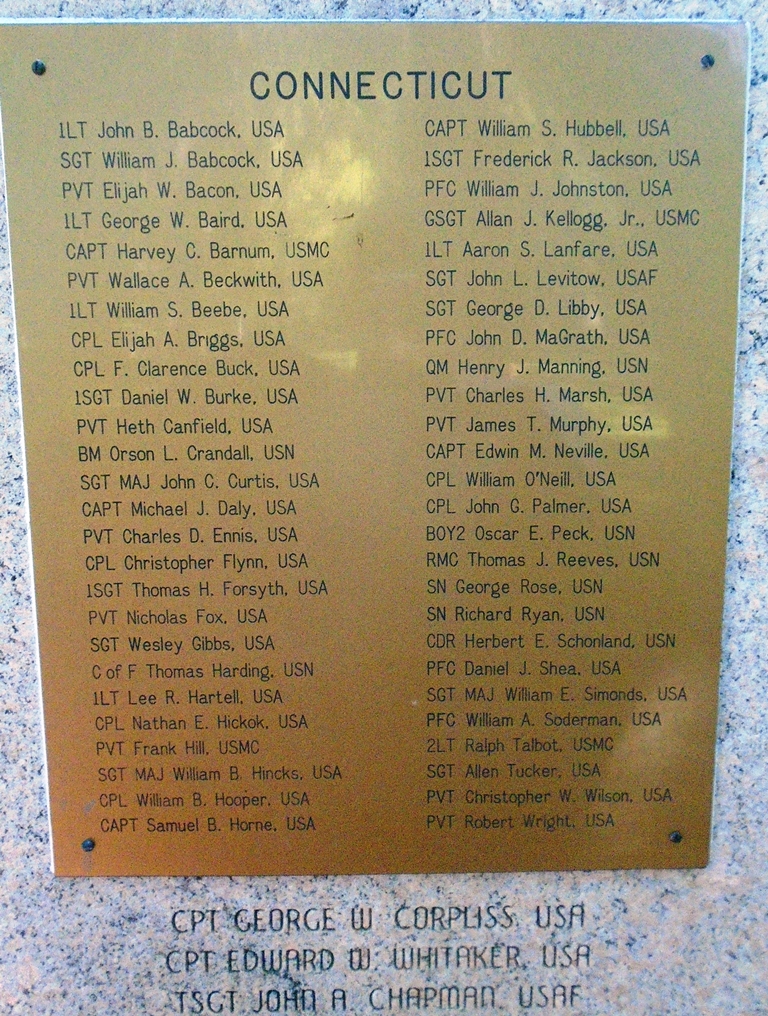 CONNECTICUT
1LT John B. Babcock, USA
SGT William J. Babcock, USA
PVT Elijah W. Bacon, USA
1LT George W. Baird, USA
CAPT Harvey C. Barnum, USMC
PVT Wallace A. Beckwith, USA
1LT William S. Beebe, USA
CPL Elijah A. Briggs, USA
CPL F. Clarence Buck, USA
1SGT Daniel W. Burke, USA
PVT Heth Canfield, USA
BM Orson L. Crandall, USN
SGT MAJ John C. Curtis, USA
CAPT Michael J. Daly, USA
PVT Charles D. Ennis, USA
CPL Christopher Flynn, USA
1SGT Thomas H. Forsyth, USA
PVT Nicholas Fox, USA
SGT Wesley Gibbs, USA
C of F Thomas Harding, USN
1LT Lee R. Hartell, USA
CPL Nathan E. Hickok, USA
PVT Frank Hill, USMC
SGT MAJ William B. Hincks, USA
CPL William B. Hooper, USA
CAPT Samuel B. Horne, USA
CAPT William S. Hubbell, USA
1SGT Frederick R. Jackson, USA
PFC William J. Johnston, USA
GSGT Allan J. Kellogg, Jr., USMC
1LT Aaron S. Lanfare, USA
SGT John L. Levitow, USAF
SGT George D. Libby, USA
PFC John D. MaGrath, USA
QM Henry J. Manning, USN
PVT Charles H. Marsh, USA
PVT James T. Murphy, USA
CAPT Edwin M. Neville, USA
CPL William O'Neill, USA
CPL John G. Palmer, USA
BOY2 Oscar E. Peck, USN
RMC Thomas J. Reeves, USN
SN George Rose, USN
SN Richard Ryan, USN
CDR Herbert E. Schonland, USN
PFC Daniel J. Shea, USA
SGT MAJ William E. Simonds, USA
PFC William A. Soderman, USA
2LT Ralph Talbot, USMC
SGT Allen Tucker, USA
PVT Christopher W. Wilson, USA
PVT Robert Wright, USA
CPT GEORGE W CORPLISS, USA
CPT EDWARD W. WHITAKER, USA
TSGT JOHN A. CHAPMAN, USAF